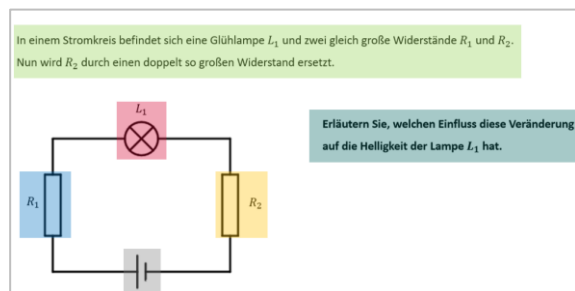 In einem Stromkreis befindet sich eine Glühlampe L₁ und zwei gleich große Widerstände R₁ und R₂.
Nun wird R₂ durch einen doppelt so großen Widerstand ersetzt.
L₁
Erläutern Sie, welchen Einfluss diese Veränderung
auf die Helligkeit der Lampe L₁ hat.
R₁
R₂